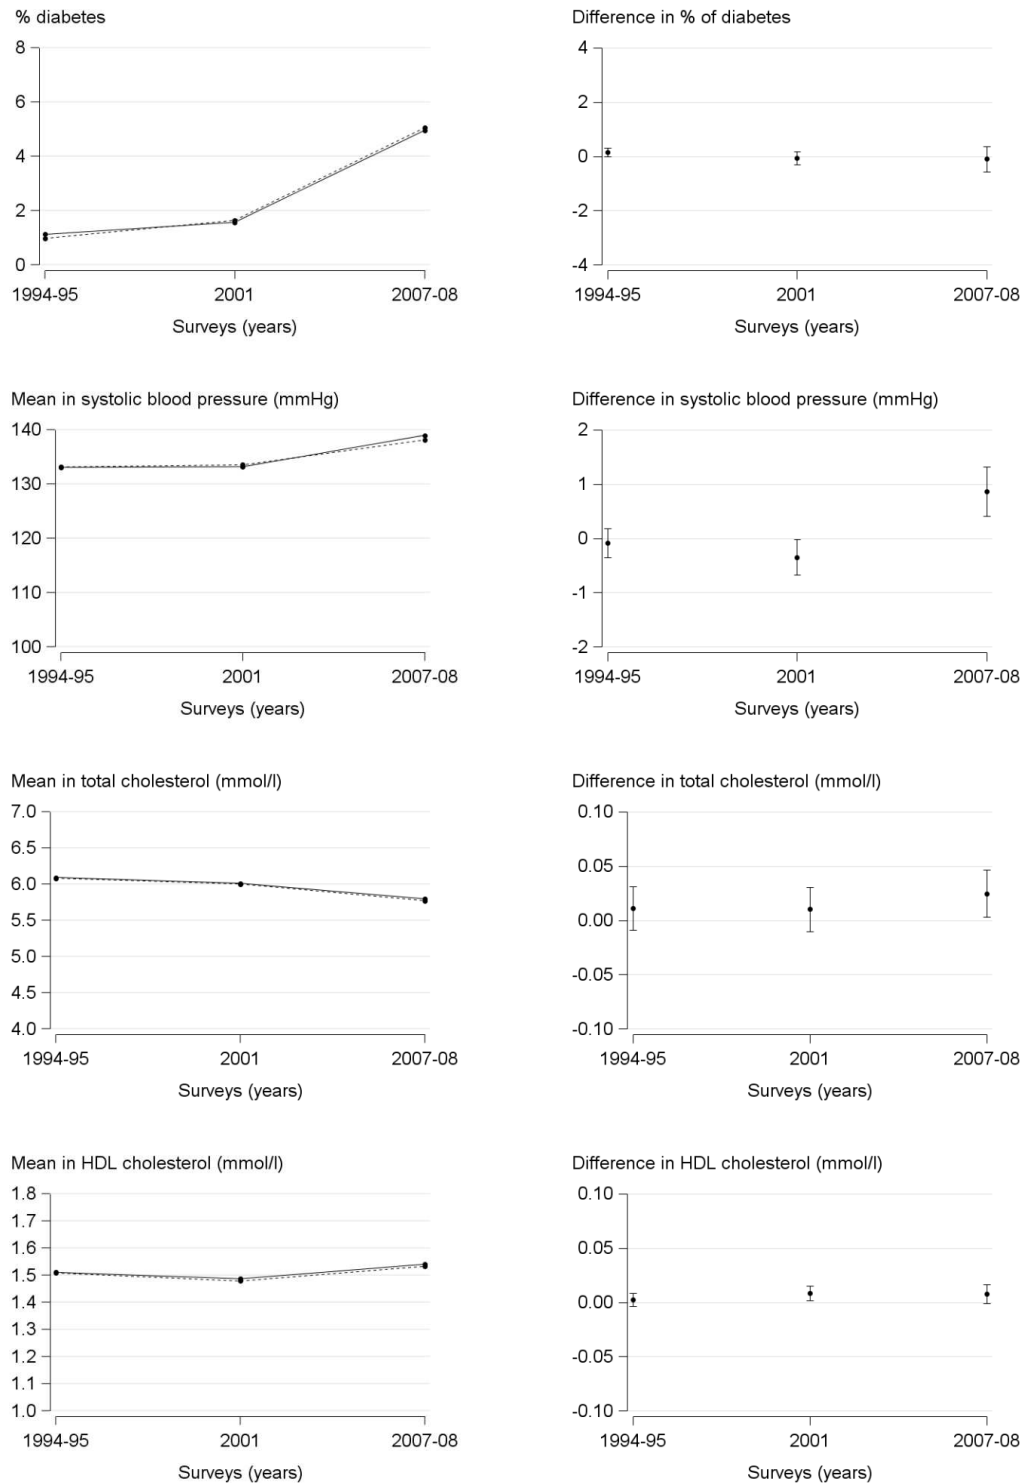 % diabetes
8
6
4
2
0
1994-95 2001 2007-08
Surveys (years)
Difference in % of diabetes
4
2
0
-2
-4
1994-95 2001 2007-08
Surveys (years)
Mean in systolic blood pressure (mmHg)
140
130
120
110
100
1994-95 2001 2007-08
Surveys (years)
Difference in systolic blood pressure (mmHg)
2
1
0
-1
-2
1994-95 2001 2007-08
Surveys (years)
Mean in total cholesterol (mmol/l)
7.0
6.5
6.0
5.5
5.0
4.5
4.0
1994-95 2001 2007-08
Surveys (years)
Difference in total cholesterol (mmol/l)
0.10
0.05
0.00
-0.05
-0.10
1994-95 2001 2007-08
Surveys (years)
Mean in HDL cholesterol (mmol/l)
1.8
1.7
1.6
1.5
1.4
1.3
1.2
1.1
1.0
1994-95 2001 2007-08
Surveys (years)
Difference in HDL cholesterol (mmol/l)
0.10
0.05
0.00
-0.05
-0.10
1994-95 2001 2007-08
Surveys (years)